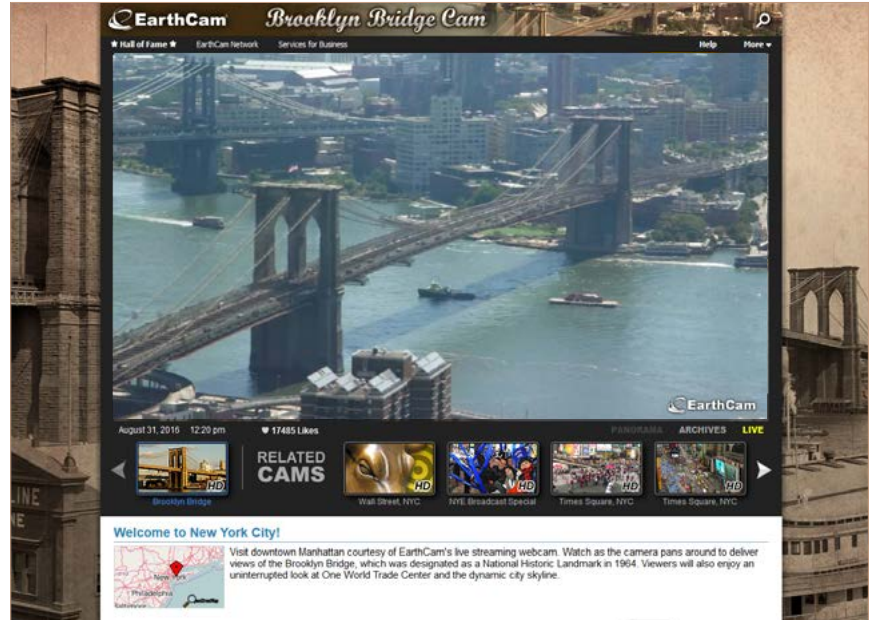 EarthCam
Brooklyn Bridge Cam
★ Hall of Fame ★ EarthCam Network Services for Business Help More ▾
EarthCam
August 31, 2016 12:20 pm ♥ 17485 Likes PANORAMA ARCHIVES LIVE
RELATED
CAMS
HD
HD
HD
HD
HD
Brooklyn Bridge Wall Street, NYC NYE Broadcast Special Times Square, NYC Times Square, NYC
Welcome to New York City!
Visit downtown Manhattan courtesy of EarthCam's live streaming webcam. Watch as the camera pans around to deliver
views of the Brooklyn Bridge, which was designated as a National Historic Landmark in 1964. Viewers will also enjoy an
uninterrupted look at One World Trade Center and the dynamic city skyline.
New York
Philadelphia
LINE
NE